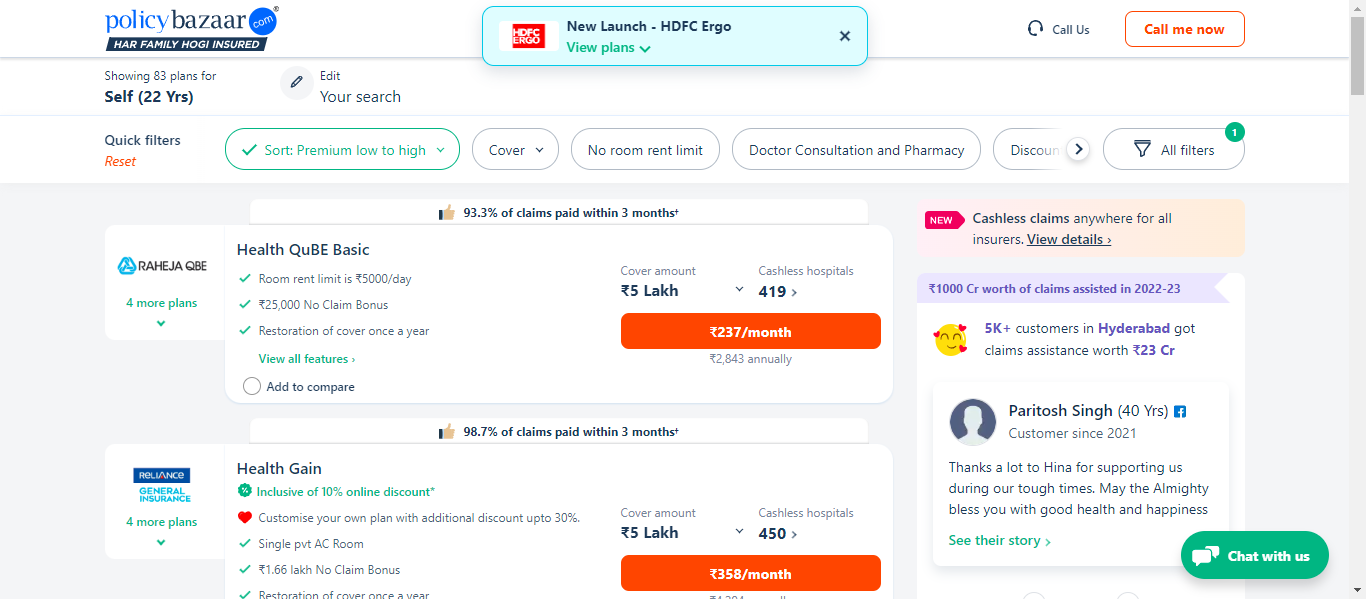 policybazaar.com®
HAR FAMILY HOGI INSURED
HDFC ERGO
New Launch - HDFC Ergo
View plans
Call Us
Call me now
Showing 83 plans for
Self (22 Yrs)
Edit
Your search
Quick filters
Reset
Sort: Premium low to high
Cover
No room rent limit
Doctor Consultation and Pharmacy
Discoun
All filters
1
93.3% of claims paid within 3 months†
RAHEJA QBE
4 more plans
Health QuBE Basic
Room rent limit is ₹5000/day
₹25,000 No Claim Bonus
Restoration of cover once a year
View all features ›
Add to compare
Cover amount
₹5 Lakh
Cashless hospitals
419 ›
₹237/month
₹2,843 annually
98.7% of claims paid within 3 months†
RELIANCE
GENERAL
INSURANCE
4 more plans
Health Gain
Inclusive of 10% online discount*
Customise your own plan with additional discount upto 30%.
Single pvt AC Room
₹1.66 lakh No Claim Bonus
Restoration of cover once a year
Cover amount
₹5 Lakh
Cashless hospitals
450 ›
₹358/month
NEW
Cashless claims anywhere for all
insurers. View details ›
₹1000 Cr worth of claims assisted in 2022-23
5K+ customers in Hyderabad got
claims assistance worth ₹23 Cr
Paritosh Singh (40 Yrs)
Customer since 2021
Thanks a lot to Hina for supporting us
during our tough times. May the Almighty
bless you with good health and happiness
See their story ›
Chat with us